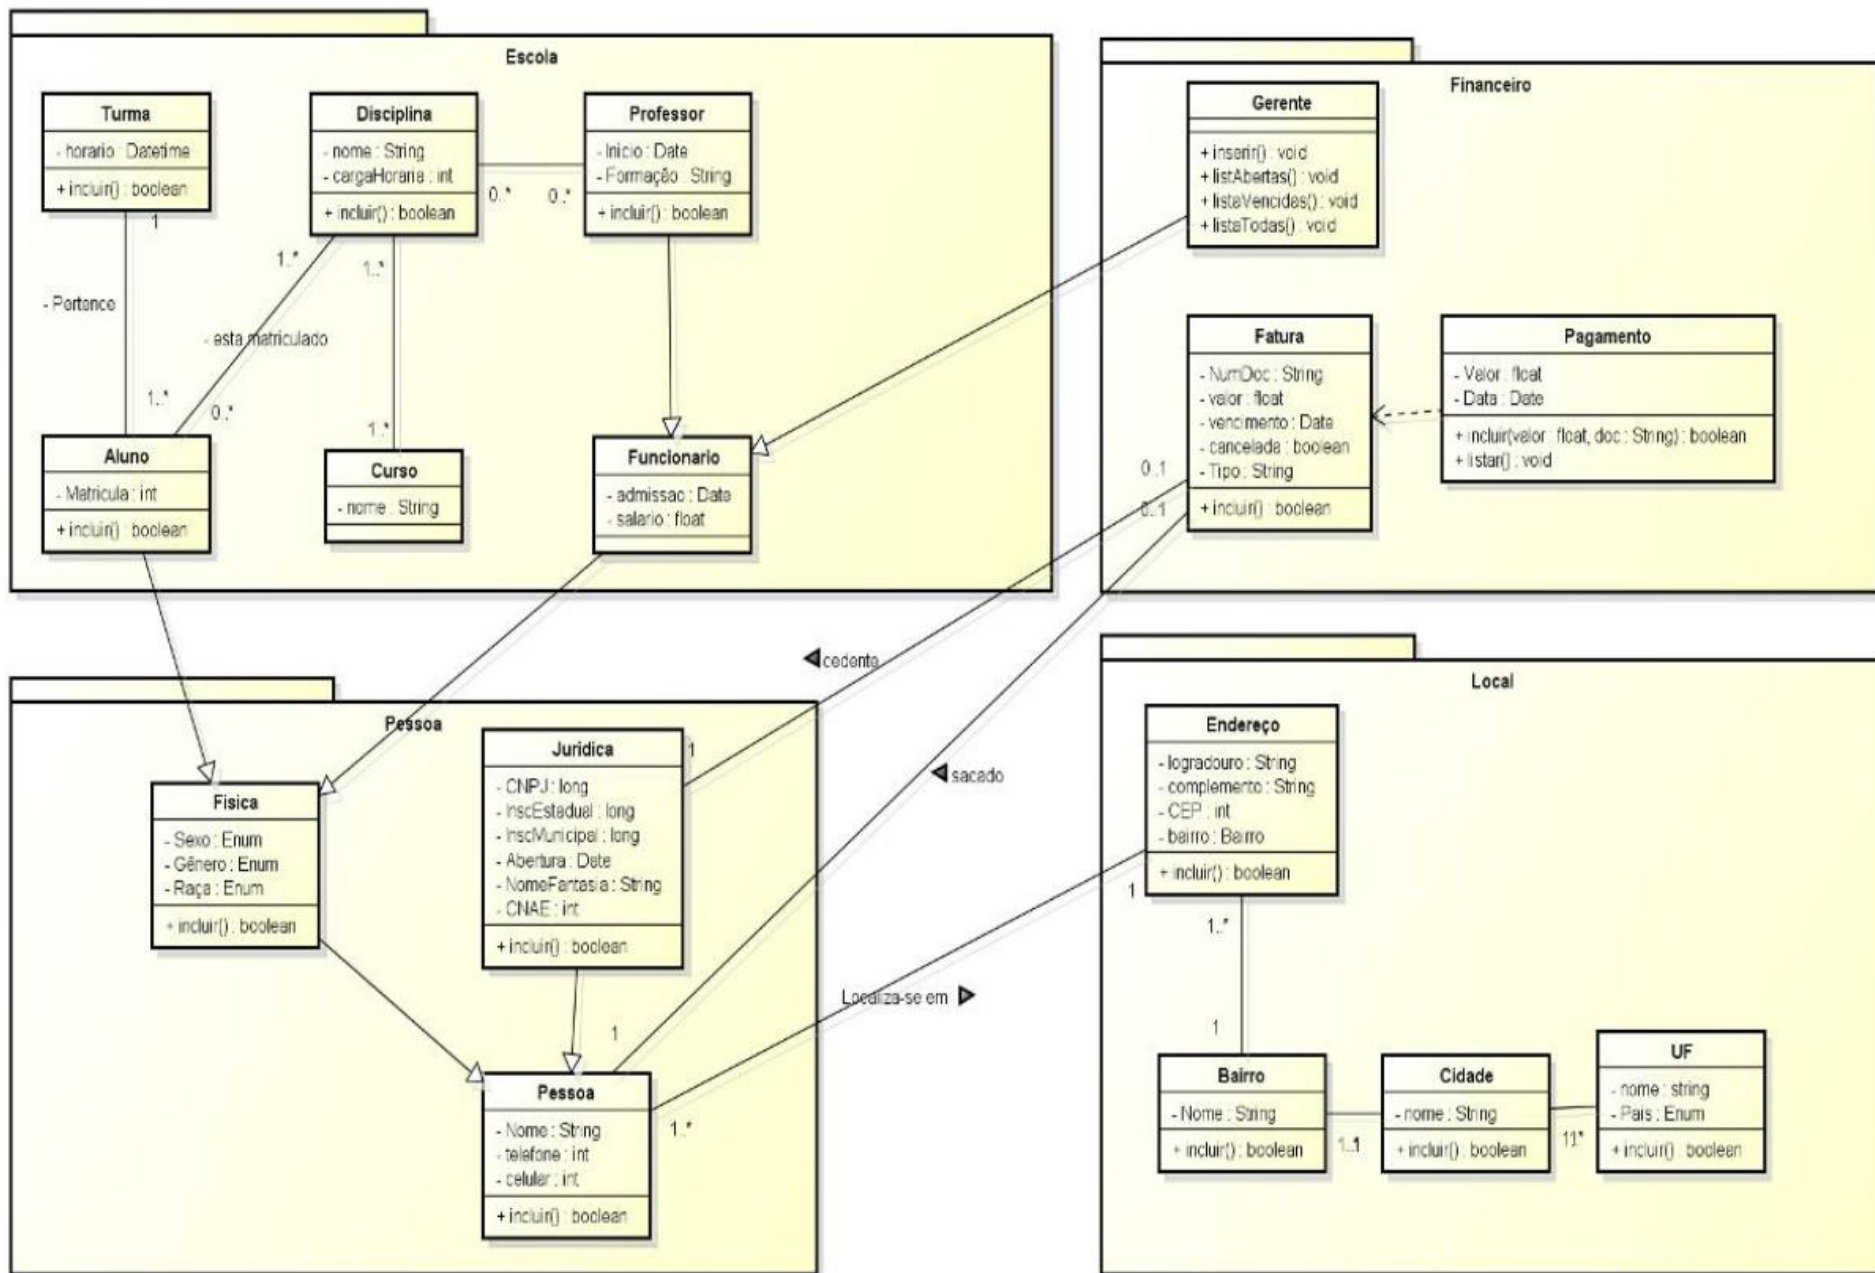 Escola
Turma
- horario : Datetime
+ incluir() : boolean
Disciplina
- nome : String
- cargaHoraria : int
+ incluir() : boolean
Professor
- Inicio : Date
- Formação : String
+ incluir() : boolean
0..*
0..*
1
- Pertence
1..*
1..*
- esta matriculado
0..*
1..*
1..*
Aluno
- Matricula : int
+ incluir() : boolean
Curso
- nome : String
Funcionario
- admissao : Date
- salario : float
Financeiro
Gerente
+ inserir() : void
+ listAbertas() : void
+ listaVencidas() : void
+ listaTodas() : void
Fatura
- NumDoc : String
- valor : float
- vencimento : Date
- cancelada : boolean
- Tipo : String
+ incluir() : boolean
Pagamento
- Valor : float
- Data : Date
+ incluir(valor : float, doc : String) : boolean
+ listar() : void
0..1
0..1
cedente
sacado
Localiza-se em
Pessoa
Fisica
- Sexo : Enum
- Gênero : Enum
- Raça : Enum
+ incluir() : boolean
Juridica
- CNPJ : long
- InscEstadual : long
- InscMunicipal : long
- Abertura : Date
- NomeFantasia : String
- CNAE : int
+ incluir() : boolean
1
1
Pessoa
- Nome : String
- telefone : int
- celular : int
+ incluir() : boolean
1..*
Local
Endereço
- logradouro : String
- complemento : String
- CEP : int
- bairro : Bairro
+ incluir() : boolean
1
1..*
1
Bairro
- Nome : String
+ incluir() : boolean
Cidade
- nome : String
+ incluir() : boolean
UF
- nome : string
- Pais : Enum
+ incluir() : boolean